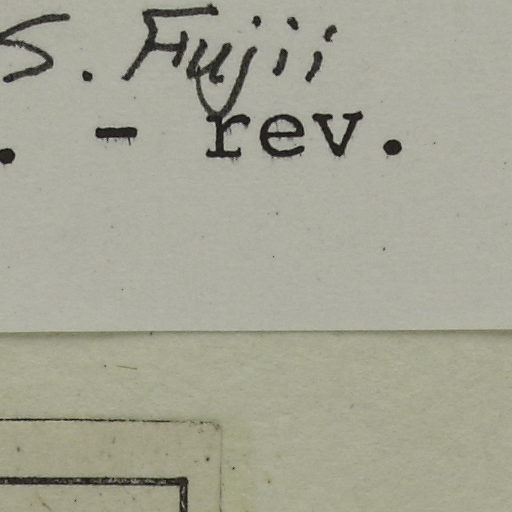 S. Fujii
. - rev.